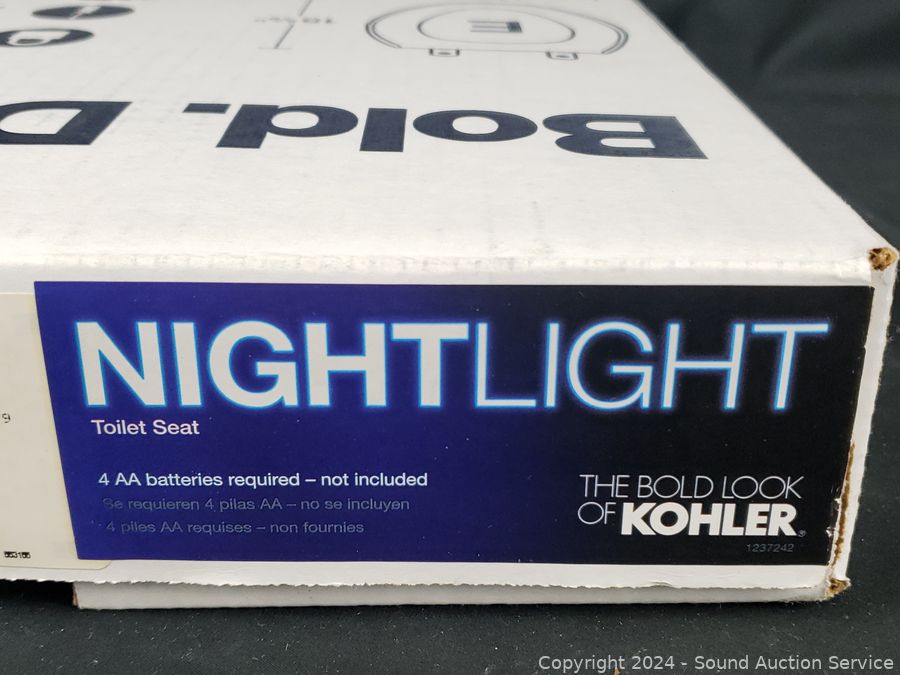 E
Bold. D
NIGHTLIGHT
Toilet Seat
4 AA batteries required – not included
Se requieren 4 pilas AA – no se incluyen
4 piles AA requises – non fournies
THE BOLD LOOK
OF KOHLER®
1237242
Copyright 2024 - Sound Auction Service